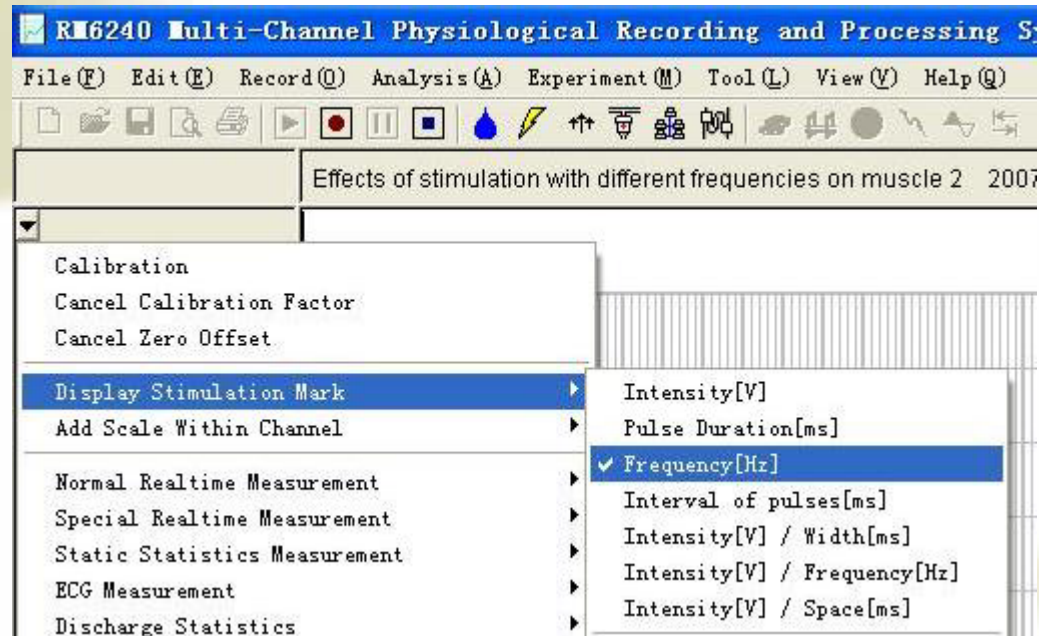 RM6240 Multi-Channel Physiological Recording and Processing Sy
File(F) Edit(E) Record(O) Analysis(A) Experiment(M) Tool(L) View(V) Help(Q)
Effects of stimulation with different frequencies on muscle 2 2007
Calibration
Cancel Calibration Factor
Cancel Zero Offset
Display Stimulation Mark
Add Scale Within Channel
Normal Realtime Measurement
Special Realtime Measurement
Static Statistics Measurement
ECG Measurement
Discharge Statistics
Intensity[V]
Pulse Duration[ms]
Frequency[Hz]
Interval of pulses[ms]
Intensity[V] / Width[ms]
Intensity[V] / Frequency[Hz]
Intensity[V] / Space[ms]